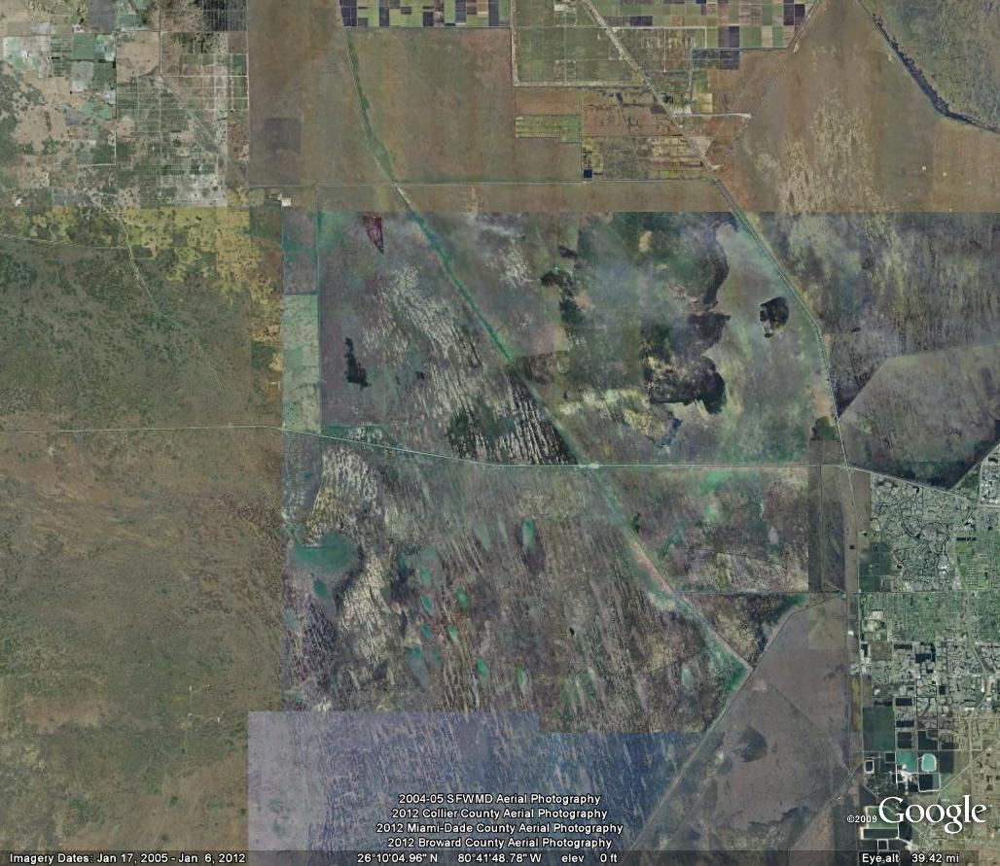 2004-05 SFWMD Aerial Photography
2012 Collier County Aerial Photography
2012 Miami-Dade County Aerial Photography
2012 Broward County Aerial Photography
©2009 Google™
Imagery Dates: Jan 17, 2005 - Jan 6, 2012 26°10'04.96" N 80°41'48.78" W elev 0 ft Eye alt 39.42 mi